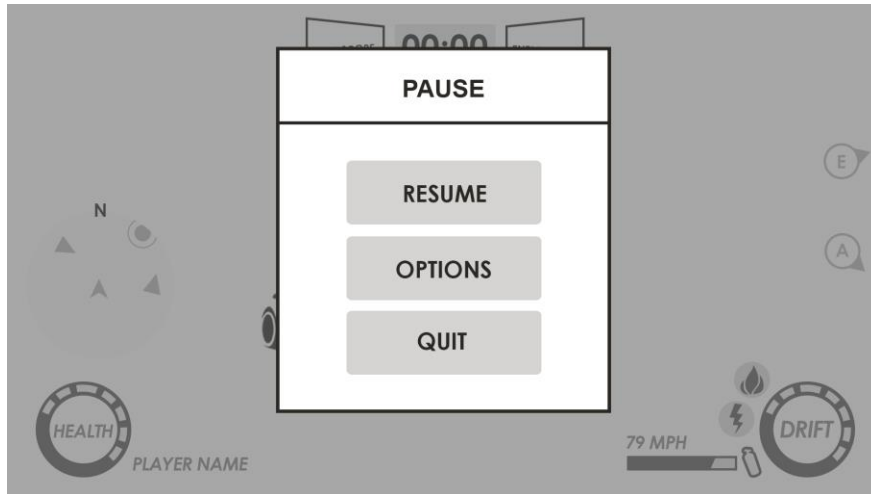 00:00
PAUSE
RESUME
OPTIONS
QUIT
N
E
A
HEALTH
PLAYER NAME
79 MPH
DRIFT